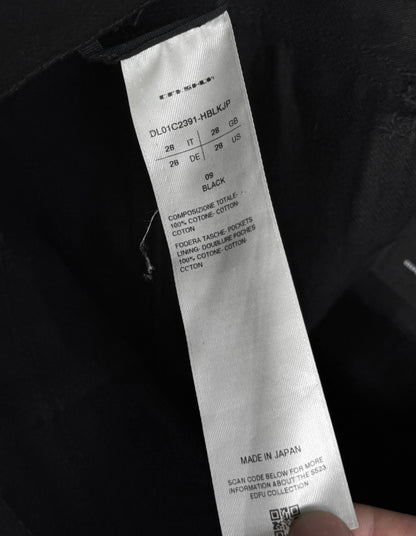 DRKSHDW
DL01C2391-HBLKJP
28 IT 28 GB
28 DE 28 US
09
BLACK
COMPOSIZIONE TOTALE:
100% COTONE- COTTON-
COTON
FODERA TASCHE- POCKETS
LINING- DOUBLURE POCHES
100% COTONE- COTTON-
COTON
MADE IN JAPAN
SCAN CODE BELOW FOR MORE
INFORMATION ABOUT THE SS23
EDFU COLLECTION